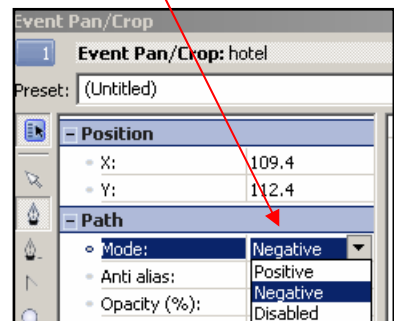 Event Pan/Crop
1 Event Pan/Crop: hotel
Preset: (Untitled)
– Position
X: 109.4
Y: 112.4
– Path
Mode: Negative
Anti alias: Positive
Negative
Opacity (%): Disabled